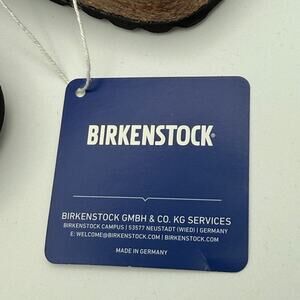 BIRKENSTOCK
BIRKENSTOCK GMBH & CO. KG SERVICES
BIRKENSTOCK CAMPUS | 53577 NEUSTADT (WIED) | GERMANY
E: WELCOME@BIRKENSTOCK.COM | BIRKENSTOCK.COM
MADE IN GERMANY